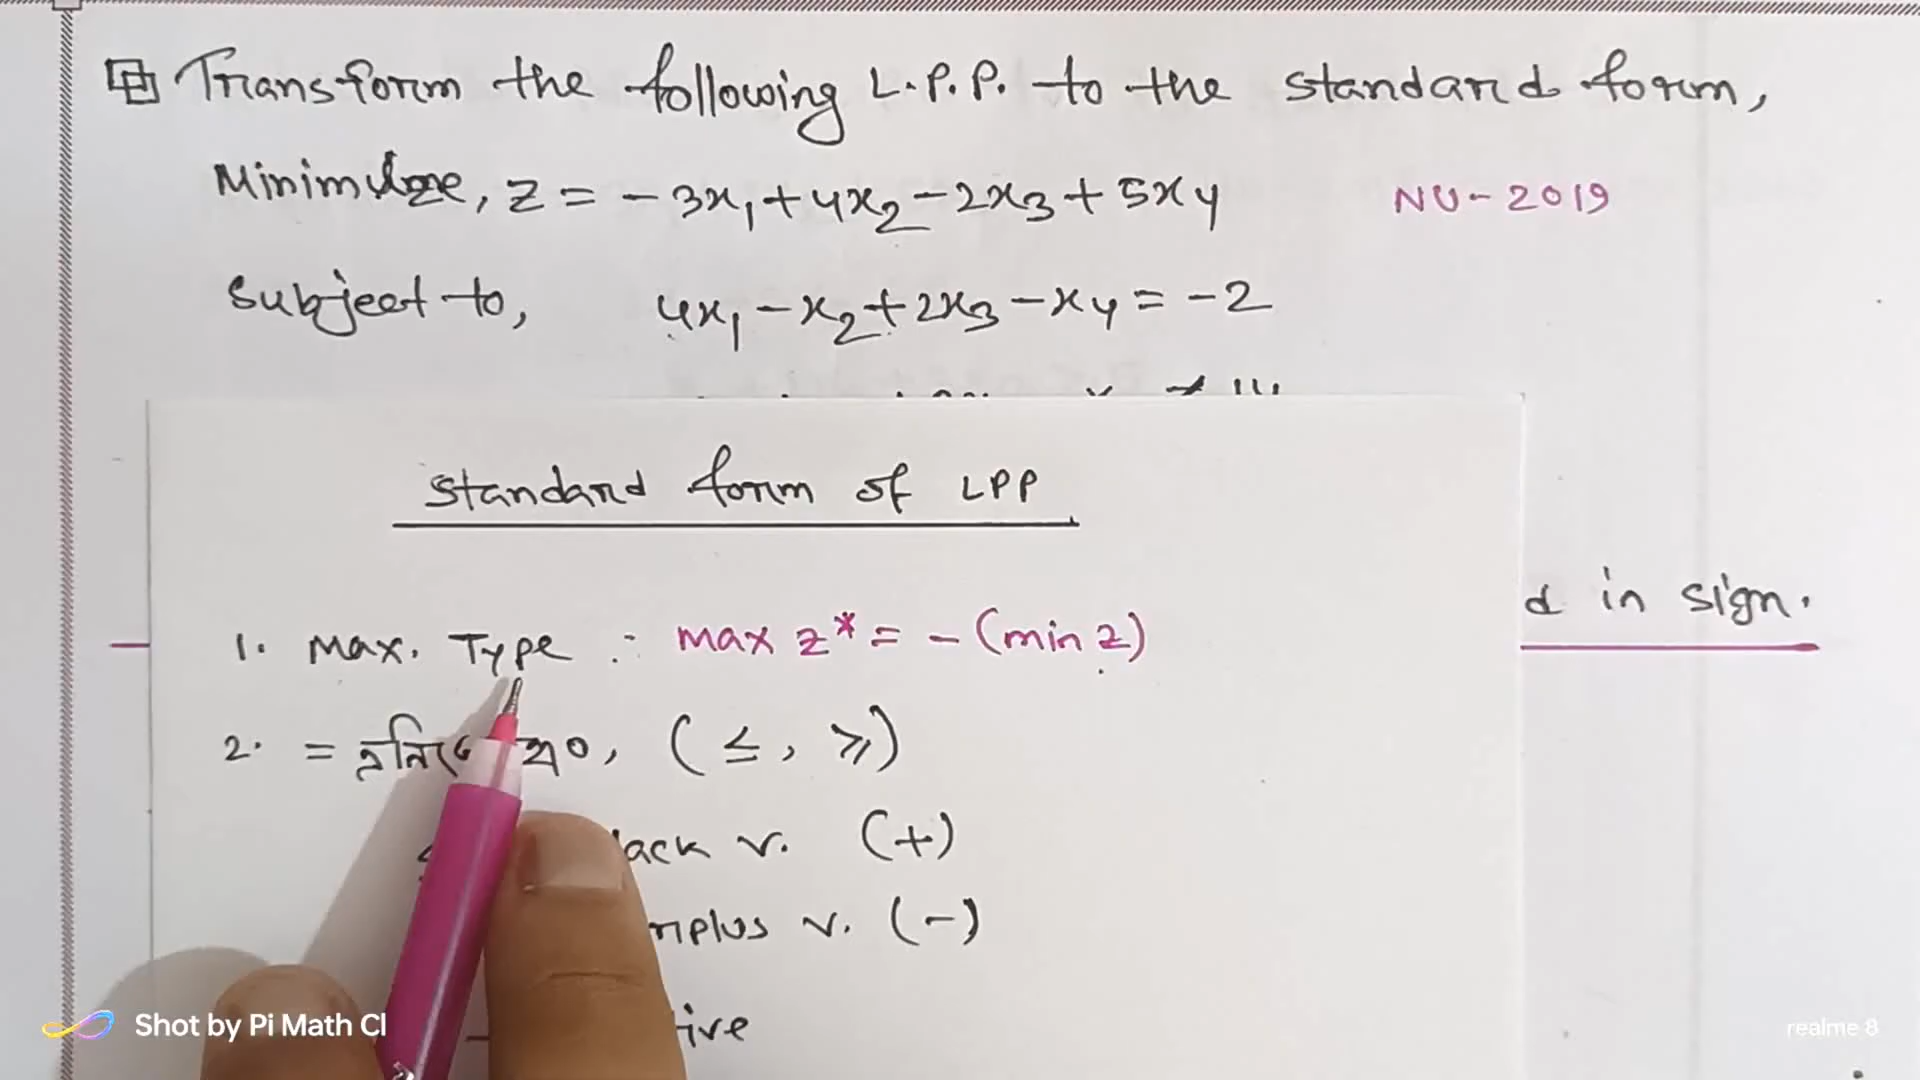 Transform the following L.P.P. to the standard form,
Minimize, z = - 3x₁ + 4x₂ - 2x₃ + 5x₄
NU - 2019
Subject to, 4x₁ - x₂ + 2x₃ - x₄ = -2
Standard form of LPP
d in sign.
1. Max. Type : max z* = - (min z)
2. = (≤, ≥)
ack v. (+)
rplus v. (-)
ive
Shot by Pi Math Cl
realme 8